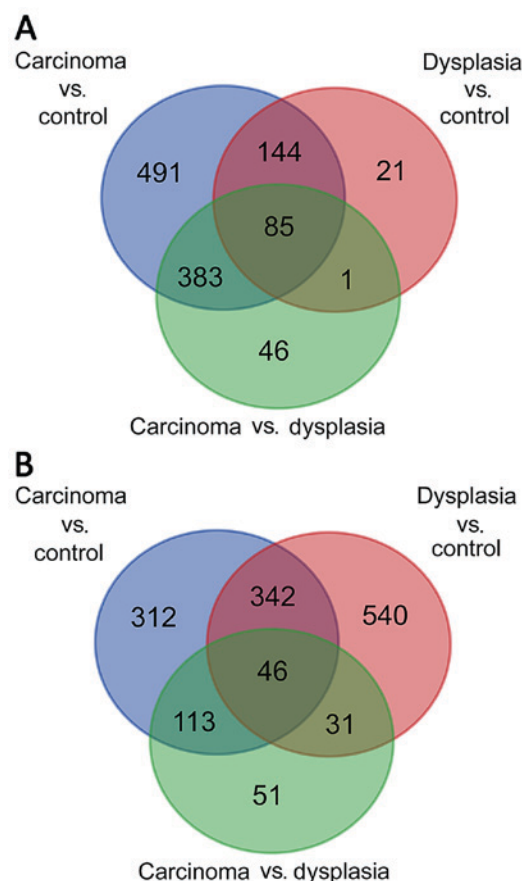 A
Carcinoma
vs.
control
Dysplasia
vs.
control
491
144
21
85
383
1
46
Carcinoma vs. dysplasia
B
Carcinoma
vs.
control
Dysplasia
vs.
control
312
342
540
46
113
31
51
Carcinoma vs. dysplasia